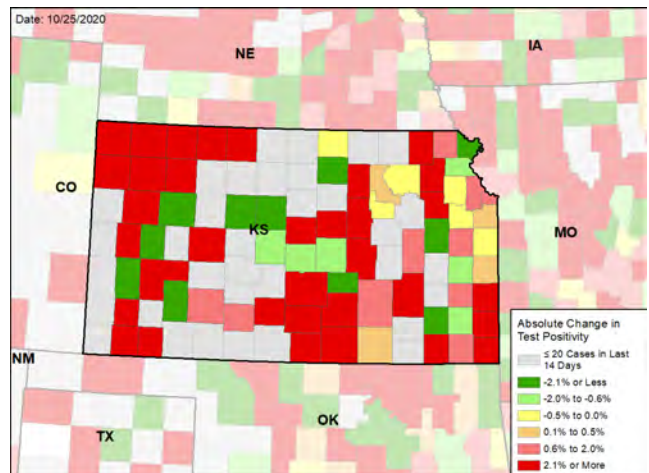 Date: 10/25/2020
NE
IA
CO
KS
MO
NM
OK
TX
Absolute Change in
Test Positivity
≤ 20 Cases in Last
14 Days
-2.1% or Less
-2.0% to -0.6%
-0.5% to 0.0%
0.1% to 0.5%
0.6% to 2.0%
2.1% or More